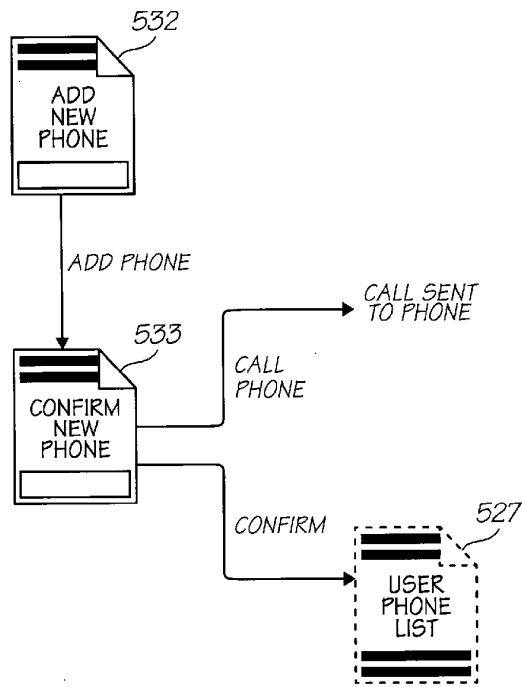 532
ADD
NEW
PHONE
ADD PHONE
533
CONFIRM
NEW
PHONE
CALL SENT
TO PHONE
CALL
PHONE
CONFIRM
527
USER
PHONE
LIST